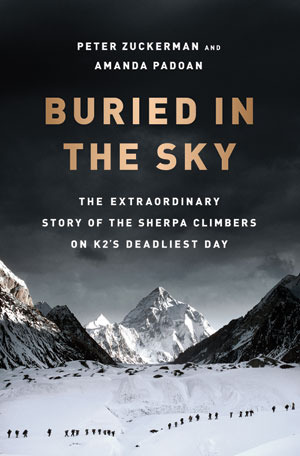 PETER ZUCKERMAN AND
AMANDA PADOAN
BURIED IN
THE SKY
THE EXTRAORDINARY
STORY OF THE SHERPA CLIMBERS
ON K2'S DEADLIEST DAY